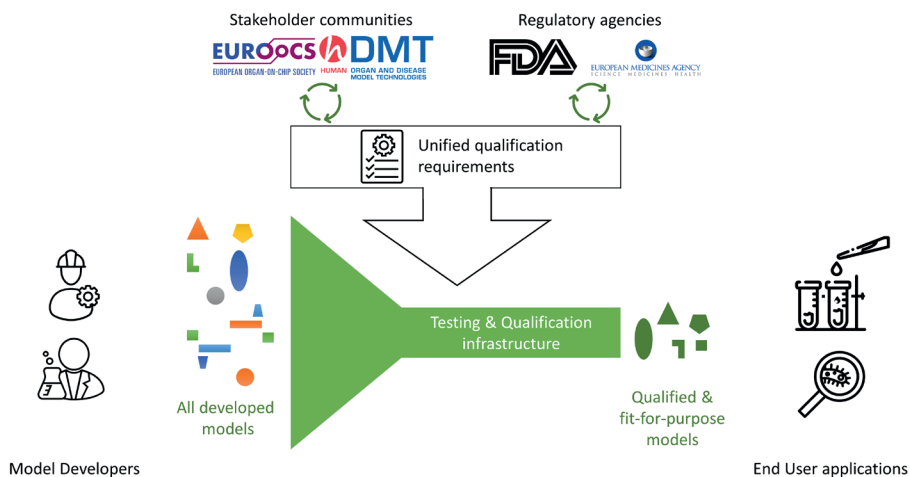 Stakeholder communities
Regulatory agencies
EUROoCS
EUROPEAN ORGAN-ON-CHIP SOCIETY
hDMT
HUMAN ORGAN AND DISEASE
MODEL TECHNOLOGIES
FDA
EUROPEAN MEDICINES AGENCY
SCIENCE MEDICINES HEALTH
Unified qualification
requirements
Testing & Qualification
infrastructure
All developed
models
Qualified &
fit-for-purpose
models
Model Developers
End User applications